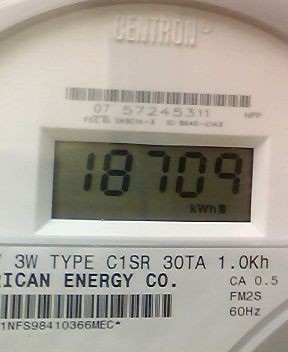 CENTRON®
07 57245311 HPP
18709
kWh
3W TYPE C1SR 30TA 1.0Kh
RICAN ENERGY CO. CA 0.5
FM2S
60Hz
1NFS98410366MEC*